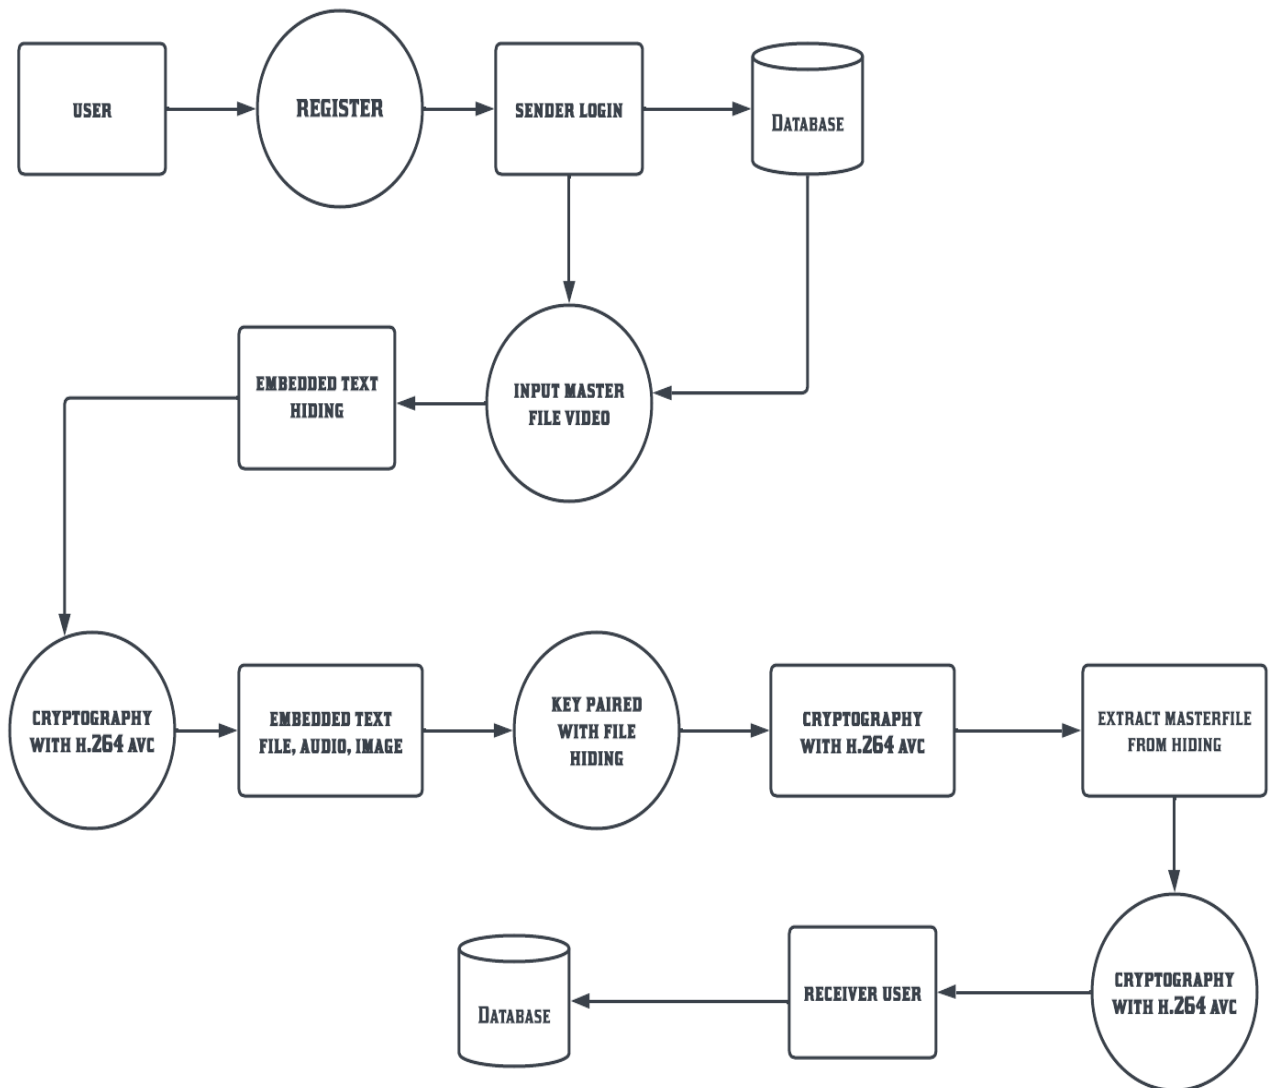 USER
REGISTER
SENDER LOGIN
DATABASE
EMBEDDED TEXT
HIDING
INPUT MASTER
FILE VIDEO
CRYPTOGRAPHY
WITH H.264 AVC
EMBEDDED TEXT
FILE, AUDIO, IMAGE
KEY PAIRED
WITH FILE
HIDING
CRYPTOGRAPHY
WITH H.264 AVC
EXTRACT MASTERFILE
FROM HIDING
DATABASE
RECEIVER USER
CRYPTOGRAPHY
WITH H.264 AVC